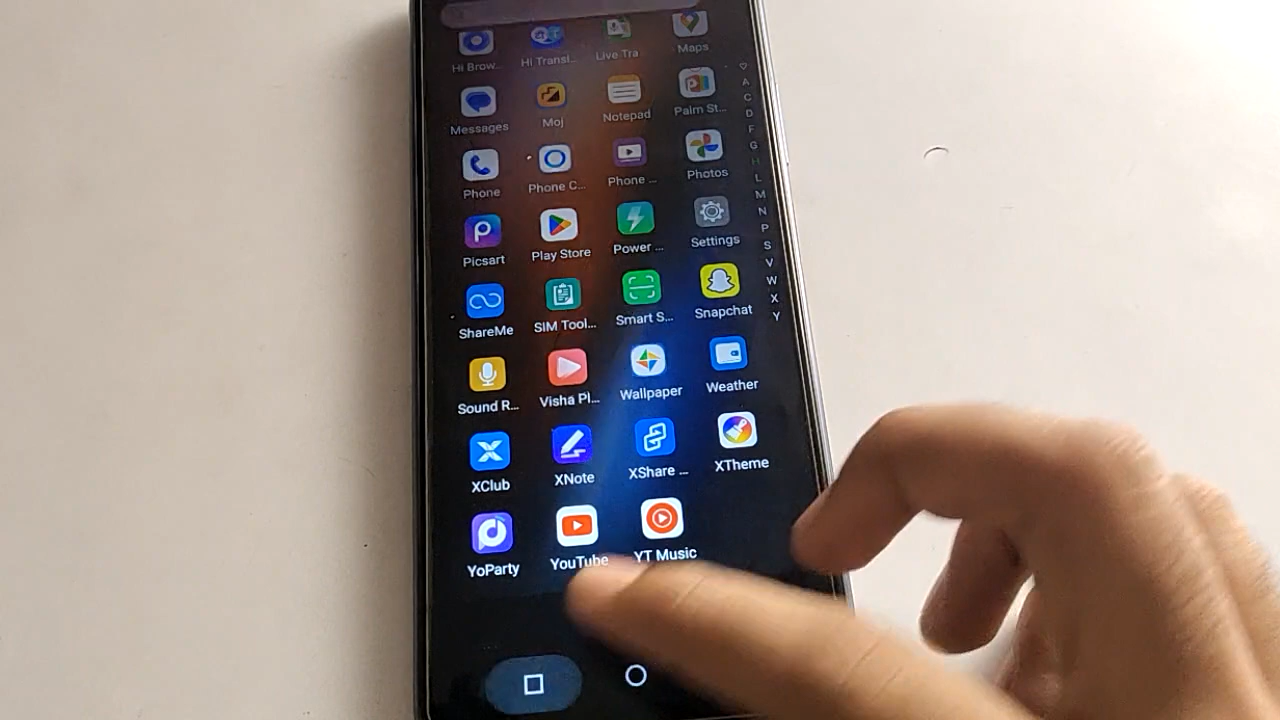 Hi Brow... Hi Transl... Live Tra Maps
Messages Moj Notepad Palm St...
Phone Phone C... Phone ... Photos
Picsart Play Store Power ... Settings
ShareMe SIM Tool... Smart S... Snapchat
Sound R... Visha Pl... Wallpaper Weather
XClub XNote XShare ... XTheme
YoParty YouTube YT Music
A
C
D
F
G
H
L
M
N
P
S
V
W
X
Y